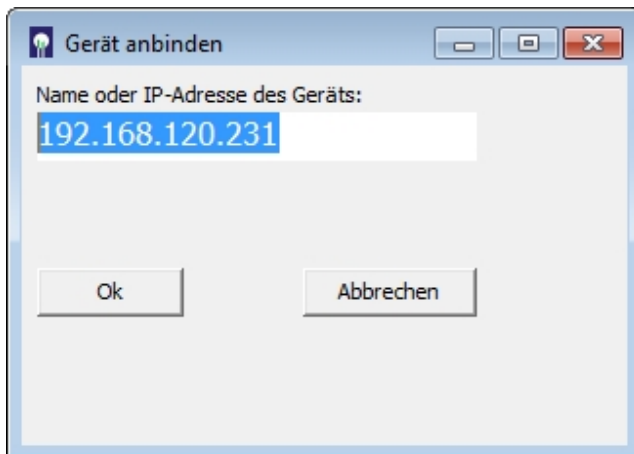 Gerät anbinden
Name oder IP-Adresse des Geräts:
192.168.120.231
Ok Abbrechen